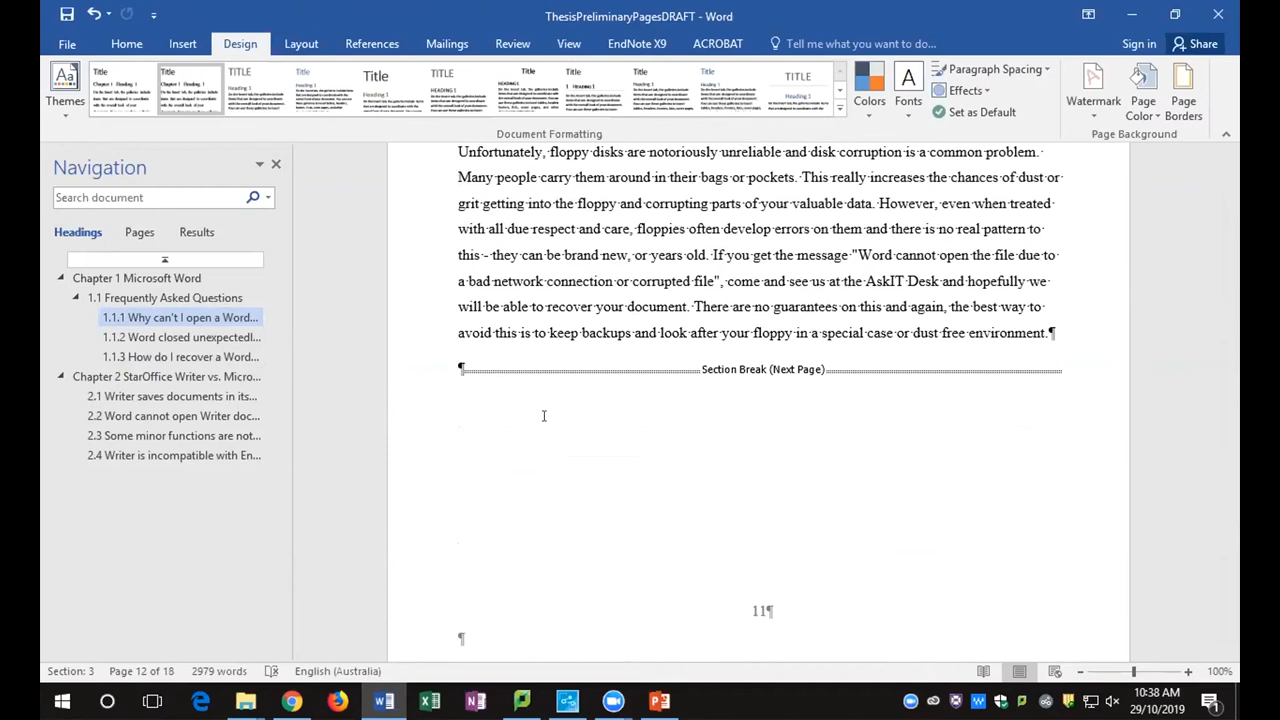 ThesisPreliminaryPagesDRAFT - Word
File Home Insert Design Layout References Mailings Review View EndNote X9 ACROBAT Tell me what you want to do... Sign in Share
Themes
Title
Title
TITLE
Title
Title
TITLE
Title
Title
TITLE
Title
TITLE
Colors
Fonts
Paragraph Spacing
Effects
Set as Default
Watermark
Page Color
Page Borders
Document Formatting
Page Background
Navigation
Search document
Headings Pages Results
Chapter 1 Microsoft Word
1.1 Frequently Asked Questions
1.1.1 Why can't I open a Word...
1.1.2 Word closed unexpectedl...
1.1.3 How do I recover a Word...
Chapter 2 StarOffice Writer vs. Micro...
2.1 Writer saves documents in its...
2.2 Word cannot open Writer doc...
2.3 Some minor functions are not...
2.4 Writer is incompatible with En...
Unfortunately, floppy disks are notoriously unreliable and disk corruption is a common problem.
Many people carry them around in their bags or pockets. This really increases the chances of dust or
grit getting into the floppy and corrupting parts of your valuable data. However, even when treated
with all due respect and care, floppies often develop errors on them and there is no real pattern to
this - they can be brand new, or years old. If you get the message "Word cannot open the file due to
a bad network connection or corrupted file", come and see us at the AskIT Desk and hopefully we
will be able to recover your document. There are no guarantees on this and again, the best way to
avoid this is to keep backups and look after your floppy in a special case or dust free environment.¶
¶ Section Break (Next Page)
11¶
¶
Section: 3 Page 12 of 18 2979 words English (Australia) 100%
10:38 AM
29/10/2019